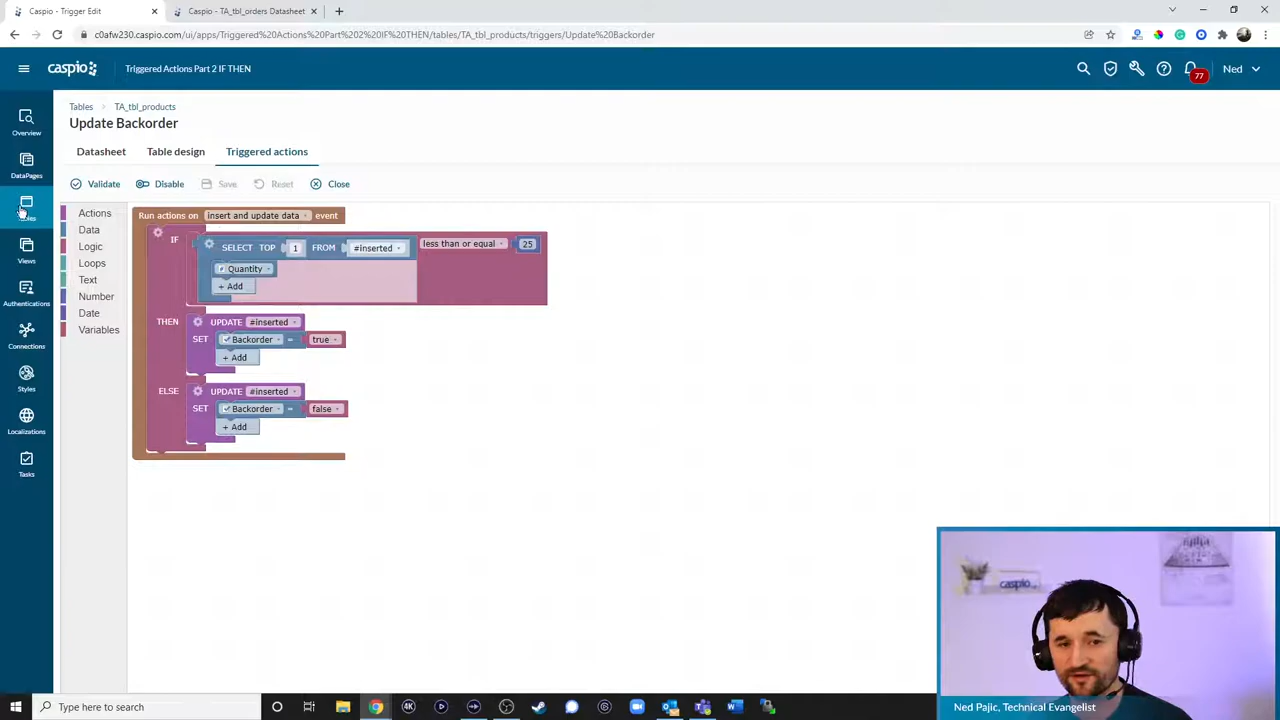 Caspio - Trigger Edit
Caspio - TA_tbl_orders Datasheet
c0afw230.caspio.com/ui/apps/Triggered%20Actions%20Part%202%20IF%20THEN/tables/TA_tbl_products/triggers/Update%20Backorder
caspio
Triggered Actions Part 2 IF THEN
77
Ned
Overview
DataPages
Views
Authentications
Connections
Styles
Localizations
Tasks
Tables > TA_tbl_products
Update Backorder
Datasheet Table design Triggered actions
Validate Disable Save Reset Close
Actions
Data
Logic
Loops
Text
Number
Date
Variables
Run actions on insert and update data event
IF SELECT TOP 1 FROM #inserted less than or equal 25
Quantity
+ Add
THEN UPDATE #inserted
SET Backorder = true
+ Add
ELSE UPDATE #inserted
SET Backorder = false
+ Add
caspio
Ned Pajic, Technical Evangelist
Type here to search
4K